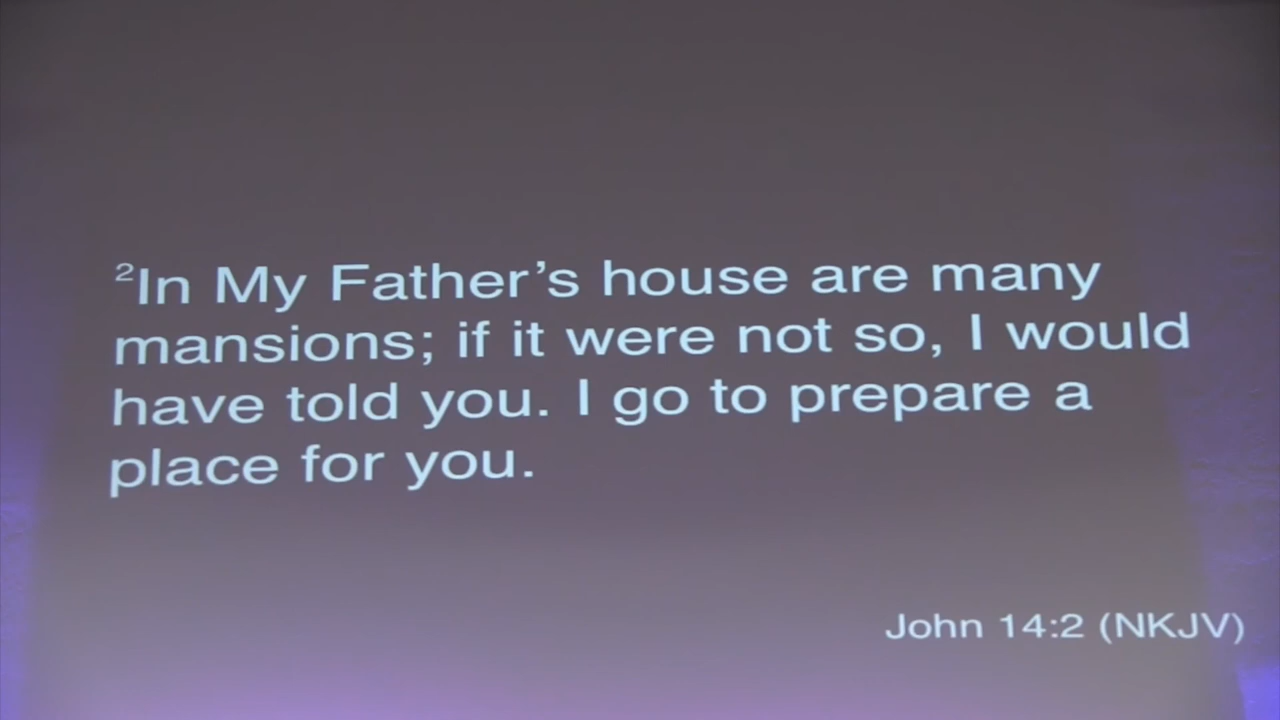 ²In My Father’s house are many
mansions; if it were not so, I would
have told you. I go to prepare a
place for you.
John 14:2 (NKJV)